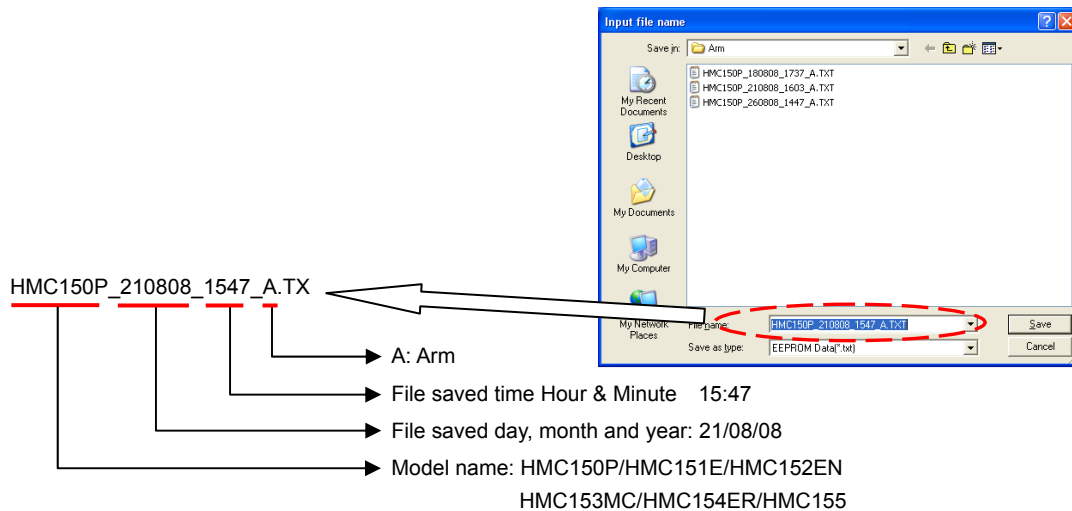 Input file name
Save in:
Arm
My Recent
Documents
Desktop
My Documents
My Computer
My Network
Places
HMC150P_180808_1737_A.TXT
HMC150P_210808_1603_A.TXT
HMC150P_260808_1447_A.TXT
File name:
HMC150P_210808_1547_A.TXT
Save
Save as type:
EEPROM Data(*.txt)
Cancel
HMC150P_210808_1547_A.TX
A: Arm
File saved time Hour & Minute 15:47
File saved day, month and year: 21/08/08
Model name: HMC150P/HMC151E/HMC152EN
HMC153MC/HMC154ER/HMC155